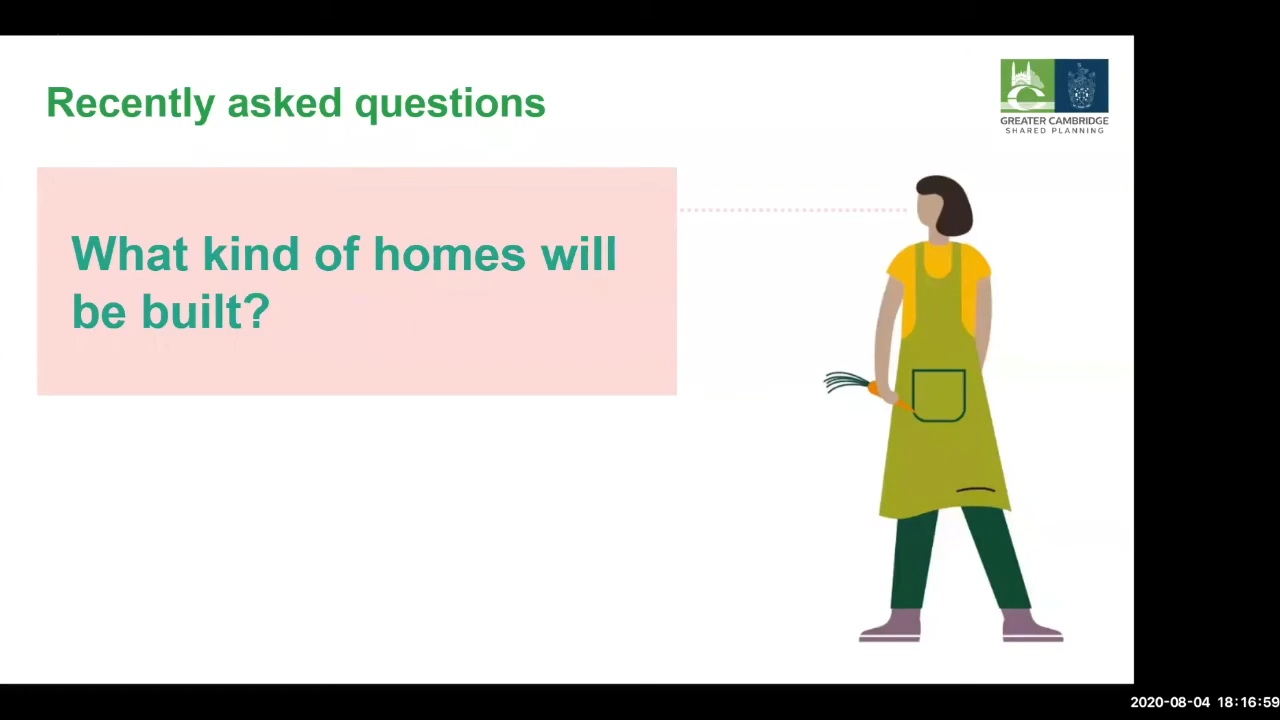 Recently asked questions
GREATER CAMBRIDGE
SHARED PLANNING
What kind of homes will
be built?
2020-08-04 18:16:59